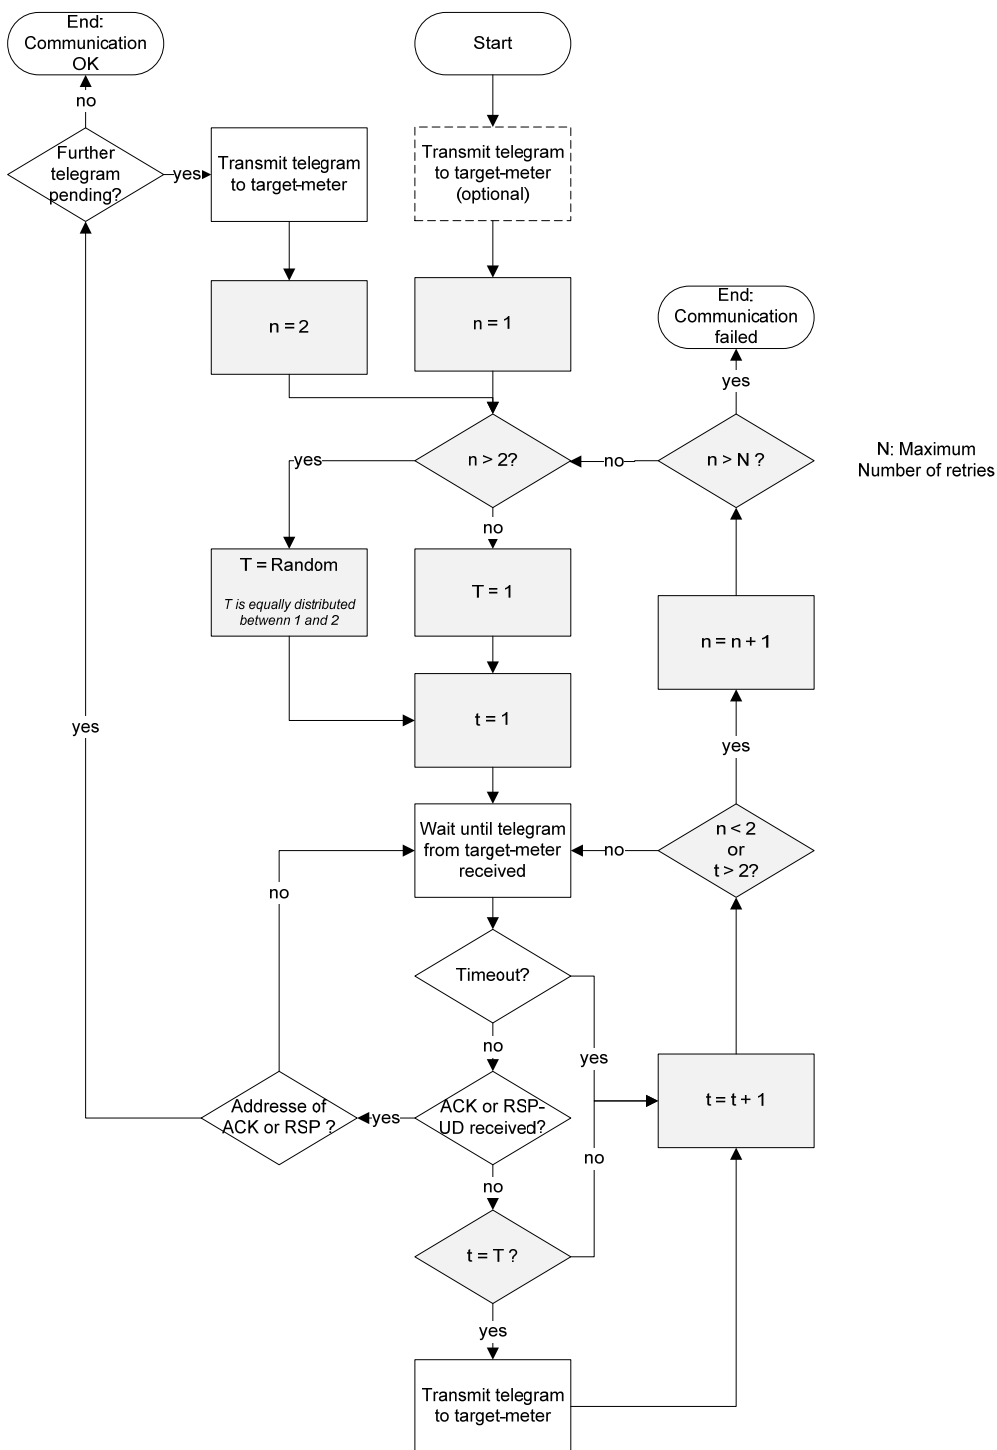 End:
Communication
OK
Start
no
Further
telegram
pending?
yes
Transmit telegram
to target-meter
Transmit telegram
to target-meter
(optional)
n = 2
n = 1
End:
Communication
failed
yes
n > 2?
yes
no
n > N ?
N: Maximum
Number of retries
no
T = Random
T is equally distributed
betwenn 1 and 2
T = 1
n = n + 1
t = 1
yes
yes
Wait until telegram
from target-meter
received
no
n < 2
or
t > 2?
no
Timeout?
no
yes
Addresse of
ACK or RSP ?
yes
ACK or RSP-
UD received?
t = t + 1
no
no
t = T ?
yes
Transmit telegram
to target-meter